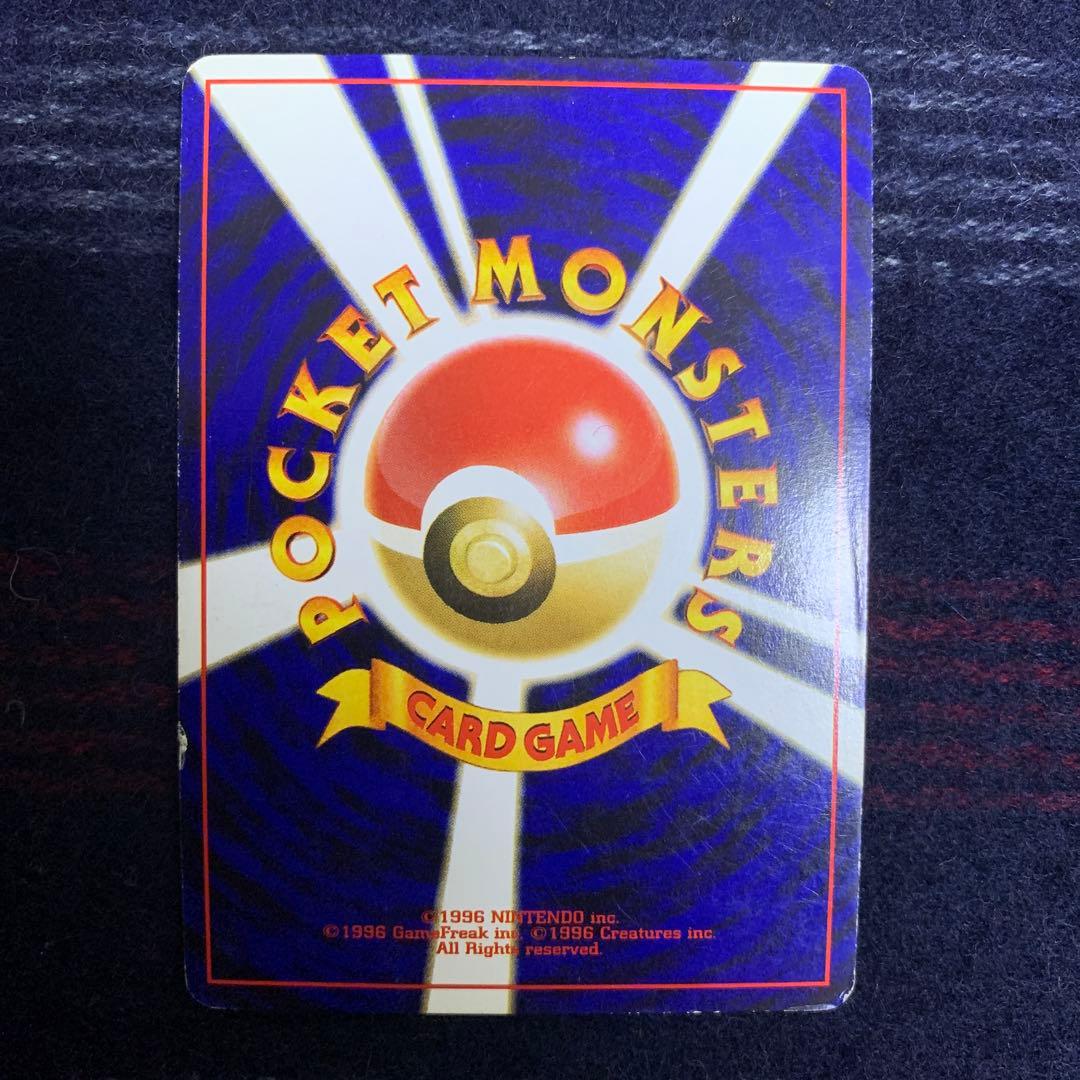 POCKET MONSTERS
CARD GAME
©1996 NINTENDO inc.
©1996 GameFreak inc. ©1996 Creatures inc.
All Rights reserved.